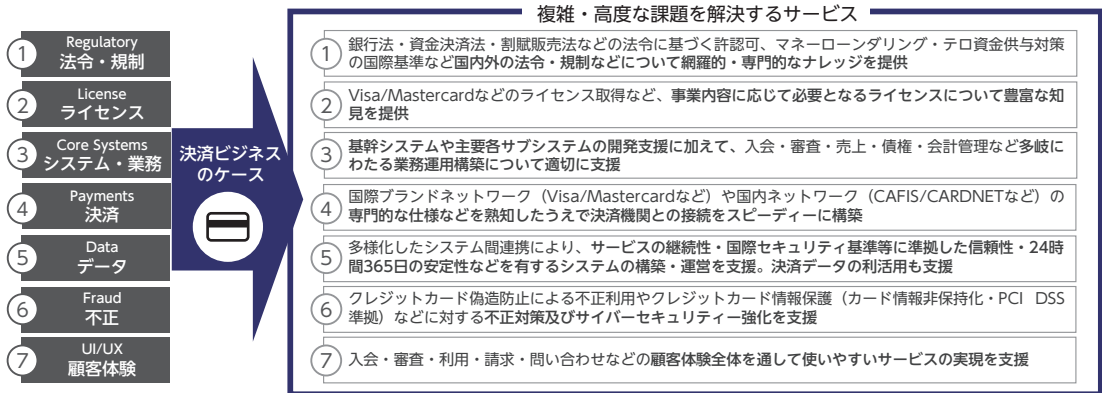 複雑・高度な課題を解決するサービス
1
Regulatory
法令・規制
2
License
ライセンス
3
Core Systems
システム・業務
4
Payments
決済
5
Data
データ
6
Fraud
不正
7
UI/UX
顧客体験
決済ビジネス
のケース
1
銀行法・資金決済法・割賦販売法などの法令に基づく許認可、マネーローンダリング・テロ資金供与対策
の国際基準など国内外の法令・規制などについて網羅的・専門的なナレッジを提供
2
Visa/Mastercardなどのライセンス取得など、事業内容に応じて必要となるライセンスについて豊富な知
見を提供
3
基幹システムや主要各サブシステムの開発支援に加えて、入会・審査・売上・債権・会計管理など多岐に
わたる業務運用構築について適切に支援
4
国際ブランドネットワーク（Visa/Mastercardなど）や国内ネットワーク（CAFIS/CARDNETなど）の
専門的な仕様などを熟知したうえで決済機関との接続をスピーディーに構築
5
多様化したシステム間連携により、サービスの継続性・国際セキュリティ基準等に準拠した信頼性・24時
間365日の安定性などを有するシステムの構築・運営を支援。決済データの利活用も支援
6
クレジットカード偽造防止による不正利用やクレジットカード情報保護（カード情報非保持化・PCI DSS
準拠）などに対する不正対策及びサイバーセキュリティー強化を支援
7
入会・審査・利用・請求・問い合わせなどの顧客体験全体を通して使いやすいサービスの実現を支援